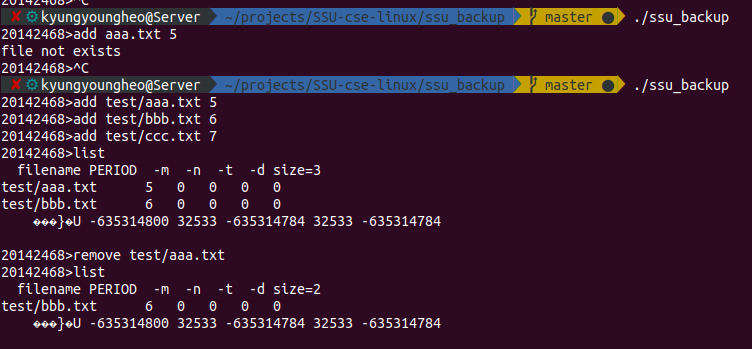 20142468>^C
✘ ⚙ kyungyoungheo@Server ~/projects/SSU-cse-linux/ssu_backup master ● ./ssu_backup
20142468>add aaa.txt 5
file not exists
20142468>^C
✘ ⚙ kyungyoungheo@Server ~/projects/SSU-cse-linux/ssu_backup master ● ./ssu_backup
20142468>add test/aaa.txt 5
20142468>add test/bbb.txt 6
20142468>add test/ccc.txt 7
20142468>list
filename PERIOD -m -n -t -d size=3
test/aaa.txt 5 0 0 0 0
test/bbb.txt 6 0 0 0 0
���}�U -635314800 32533 -635314784 32533 -635314784
20142468>remove test/aaa.txt
20142468>list
filename PERIOD -m -n -t -d size=2
test/bbb.txt 6 0 0 0 0
���}�U -635314800 32533 -635314784 32533 -635314784